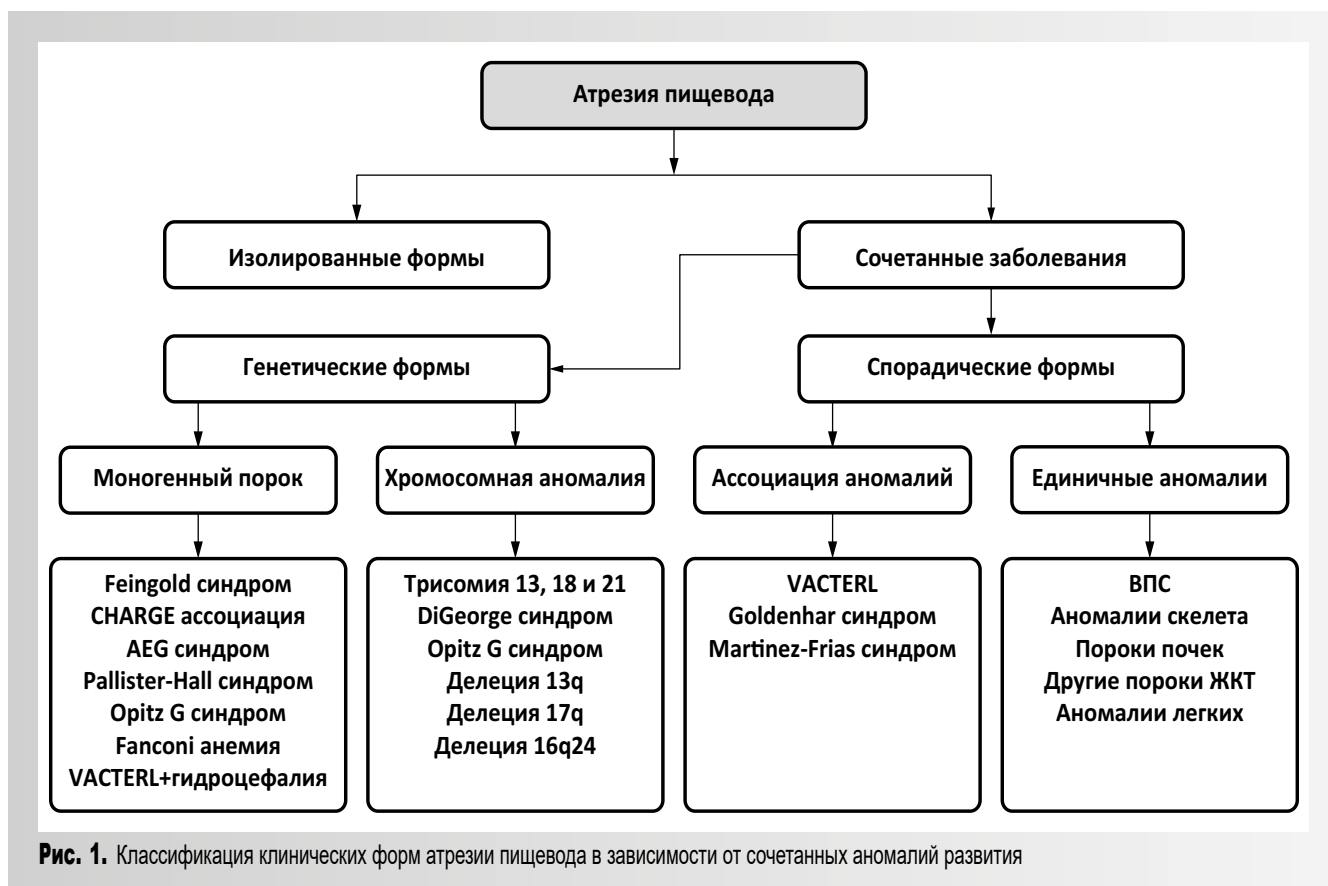 Атрезия пищевода
Изолированные формы
Сочетанные заболевания
Генетические формы
Спорадические формы
Моногенный порок
Хромосомная аномалия
Ассоциация аномалий
Единичные аномалии
Feingold синдром
CHARGE ассоциация
AEG синдром
Pallister-Hall синдром
Opitz G синдром
Fanconi анемия
VACTERL+гидроцефалия
Трисомия 13, 18 и 21
DiGeorge синдром
Opitz G синдром
Делеция 13q
Делеция 17q
Делеция 16q24
VACTERL
Goldenhar синдром
Martinez-Frias синдром
ВПС
Аномалии скелета
Пороки почек
Другие пороки ЖКТ
Аномалии легких
Рис. 1. Классификация клинических форм атрезии пищевода в зависимости от сочетанных аномалий развития